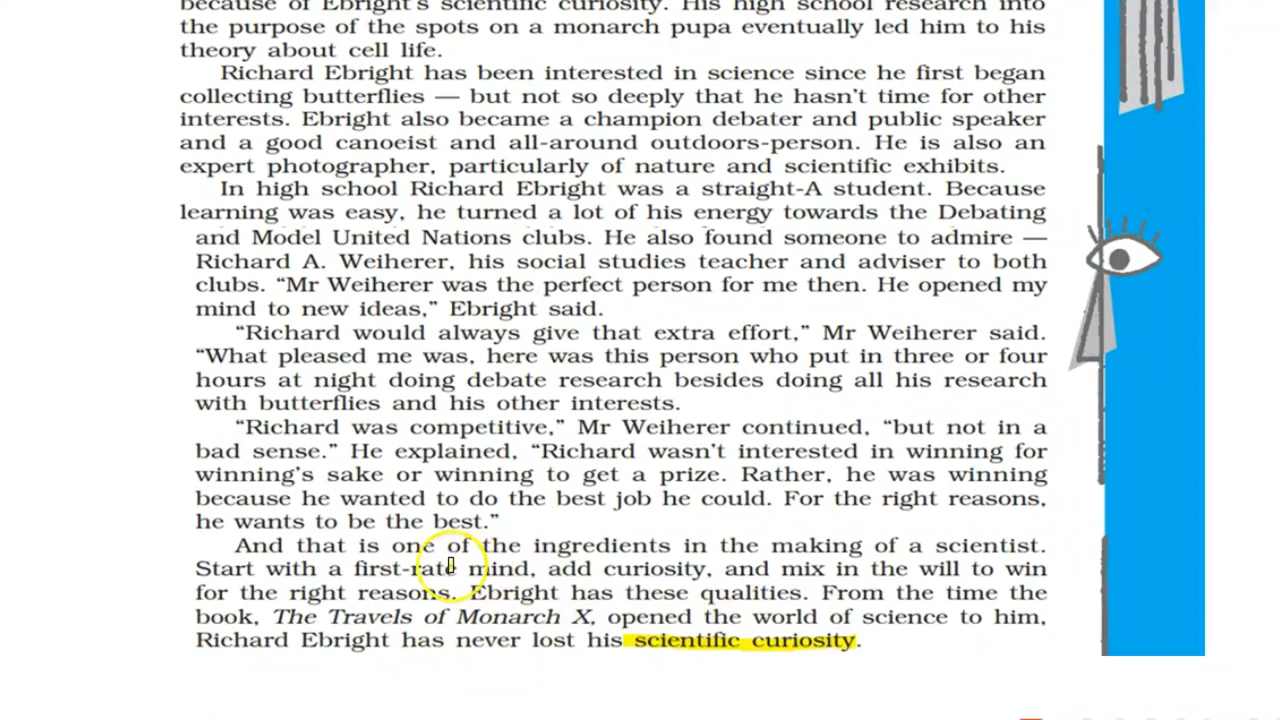 because of Ebright's scientific curiosity. His high school research into
the purpose of the spots on a monarch pupa eventually led him to his
theory about cell life.
Richard Ebright has been interested in science since he first began
collecting butterflies — but not so deeply that he hasn't time for other
interests. Ebright also became a champion debater and public speaker
and a good canoeist and all-around outdoors-person. He is also an
expert photographer, particularly of nature and scientific exhibits.
In high school Richard Ebright was a straight-A student. Because
learning was easy, he turned a lot of his energy towards the Debating
and Model United Nations clubs. He also found someone to admire —
Richard A. Weiherer, his social studies teacher and adviser to both
clubs. “Mr Weiherer was the perfect person for me then. He opened my
mind to new ideas,” Ebright said.
“Richard would always give that extra effort,” Mr Weiherer said.
“What pleased me was, here was this person who put in three or four
hours at night doing debate research besides doing all his research
with butterflies and his other interests.
“Richard was competitive,” Mr Weiherer continued, “but not in a
bad sense.” He explained, “Richard wasn't interested in winning for
winning's sake or winning to get a prize. Rather, he was winning
because he wanted to do the best job he could. For the right reasons,
he wants to be the best.”
And that is one of the ingredients in the making of a scientist.
Start with a first-rate mind, add curiosity, and mix in the will to win
for the right reasons. Ebright has these qualities. From the time the
book, The Travels of Monarch X, opened the world of science to him,
Richard Ebright has never lost his scientific curiosity.